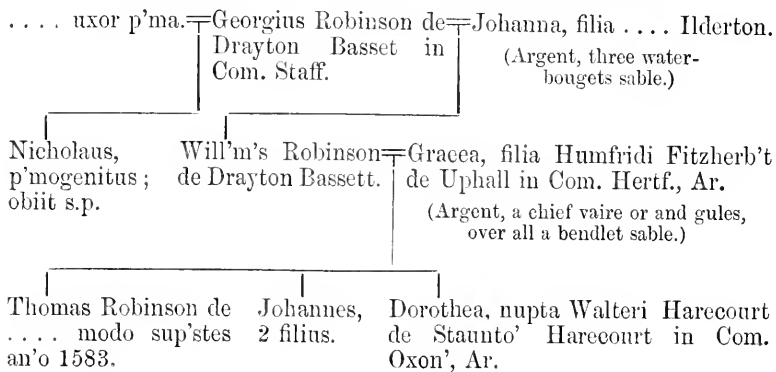 . . . . uxor p'ma.
Georgius Robinson de
Drayton Basset in
Com. Staff.
Johanna, filia . . . . Ilderton.
(Argent, three water-
bougets sable.)
Nicholaus,
p'mogenitus ;
obiit s.p.
Will'm's Robinson
de Drayton Bassett.
Gracea, filia Humfridi Fitzherb't
de Uphall in Com. Hertf., Ar.
(Argent, a chief vaire or and gules,
over all a bendlet sable.)
Thomas Robinson de
. . . . modo sup'stes
an'o 1583.
Johannes,
2 filius.
Dorothea, nupta Walteri Harecourt
de Staunto' Harecourt in Com.
Oxon', Ar.